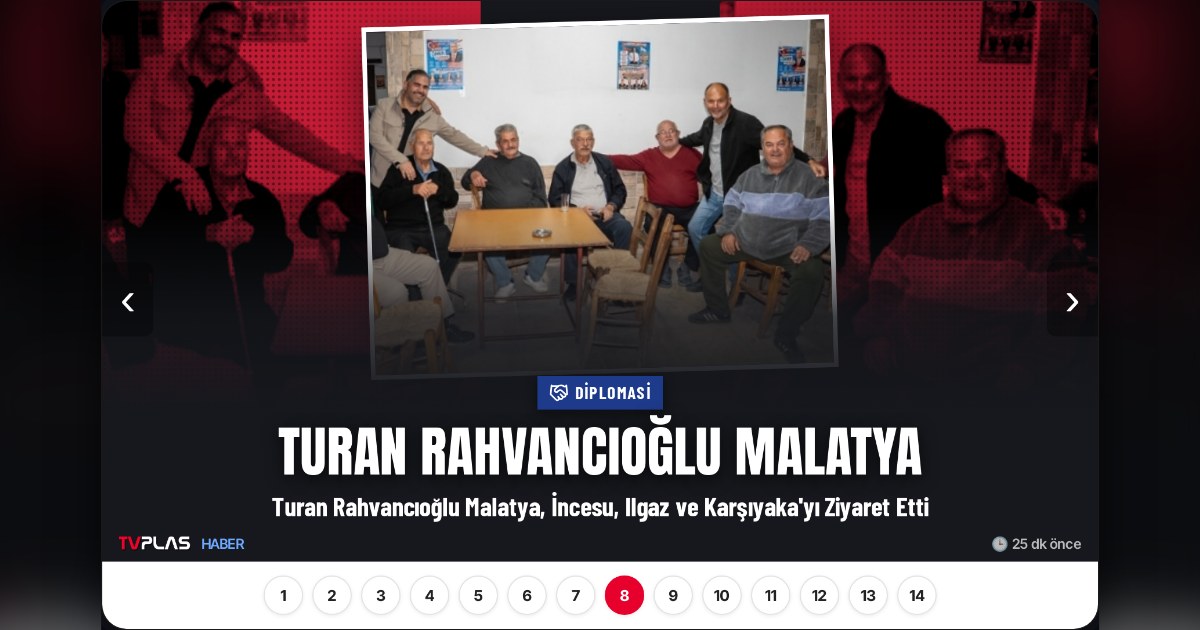 DİPLOMASİ
TURAN RAHVANCIOĞLU MALATYA
Turan Rahvancıoğlu Malatya, İncesu, Ilgaz ve Karşıyaka'yı Ziyaret Etti
TVPLAS HABER
25 dk önce
1 2 3 4 5 6 7 8 9 10 11 12 13 14